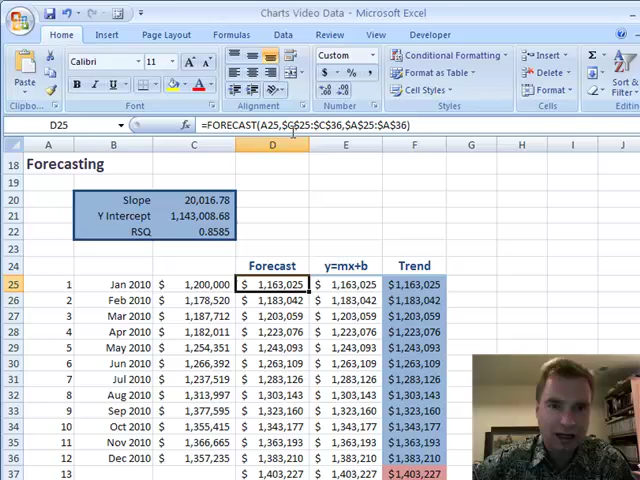 Charts Video Data - Microsoft Excel
Home Insert Page Layout Formulas Data Review View Developer
Paste
Calibri 11
B I U
A A
Custom
$ % ,
Conditional Formatting
Format as Table
Cell Styles
Insert
Delete
Format
Σ
Clipboard Font Alignment Number Styles Cells
D25 fx =FORECAST(A25,$C$25:$C$36,$A$25:$A$36)
A B C D E F G H I
18 Forecasting
19
20 Slope 20,016.78
21 Y Intercept 1,143,008.68
22 RSQ 0.8585
23
24 Forecast y=mx+b Trend
25 1 Jan 2010 $ 1,200,000 $ 1,163,025 $ 1,163,025 $1,163,025
26 2 Feb 2010 $ 1,178,520 $ 1,183,042 $ 1,183,042 $1,183,042
27 3 Mar 2010 $ 1,187,712 $ 1,203,059 $ 1,203,059 $1,203,059
28 4 Apr 2010 $ 1,182,011 $ 1,223,076 $ 1,223,076 $1,223,076
29 5 May 2010 $ 1,254,351 $ 1,243,093 $ 1,243,093 $1,243,093
30 6 Jun 2010 $ 1,266,392 $ 1,263,109 $ 1,263,109 $1,263,109
31 7 Jul 2010 $ 1,237,519 $ 1,283,126 $ 1,283,126 $1,283,126
32 8 Aug 2010 $ 1,313,997 $ 1,303,143 $ 1,303,143 $1,303,143
33 9 Sep 2010 $ 1,377,595 $ 1,323,160 $ 1,323,160 $1,323,160
34 10 Oct 2010 $ 1,355,415 $ 1,343,177 $ 1,343,177 $1,343,177
35 11 Nov 2010 $ 1,366,665 $ 1,363,193 $ 1,363,193 $1,363,193
36 12 Dec 2010 $ 1,357,235 $ 1,383,210 $ 1,383,210 $1,383,210
37 13 $ 1,403,227 $ 1,403,227 $1,403,227